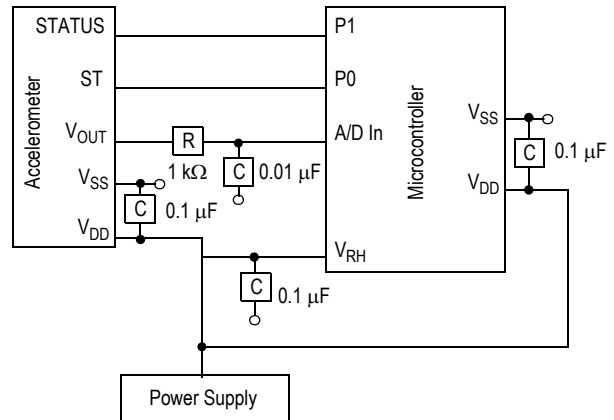 STATUS
P1
ST
P0
Accelerometer
Microcontroller
V_OUT
R
A/D In
1 kΩ
C
0.01 µF
V_SS
C
0.1 µF
V_DD
V_SS
C
0.1 µF
V_DD
V_RH
C
0.1 µF
Power Supply